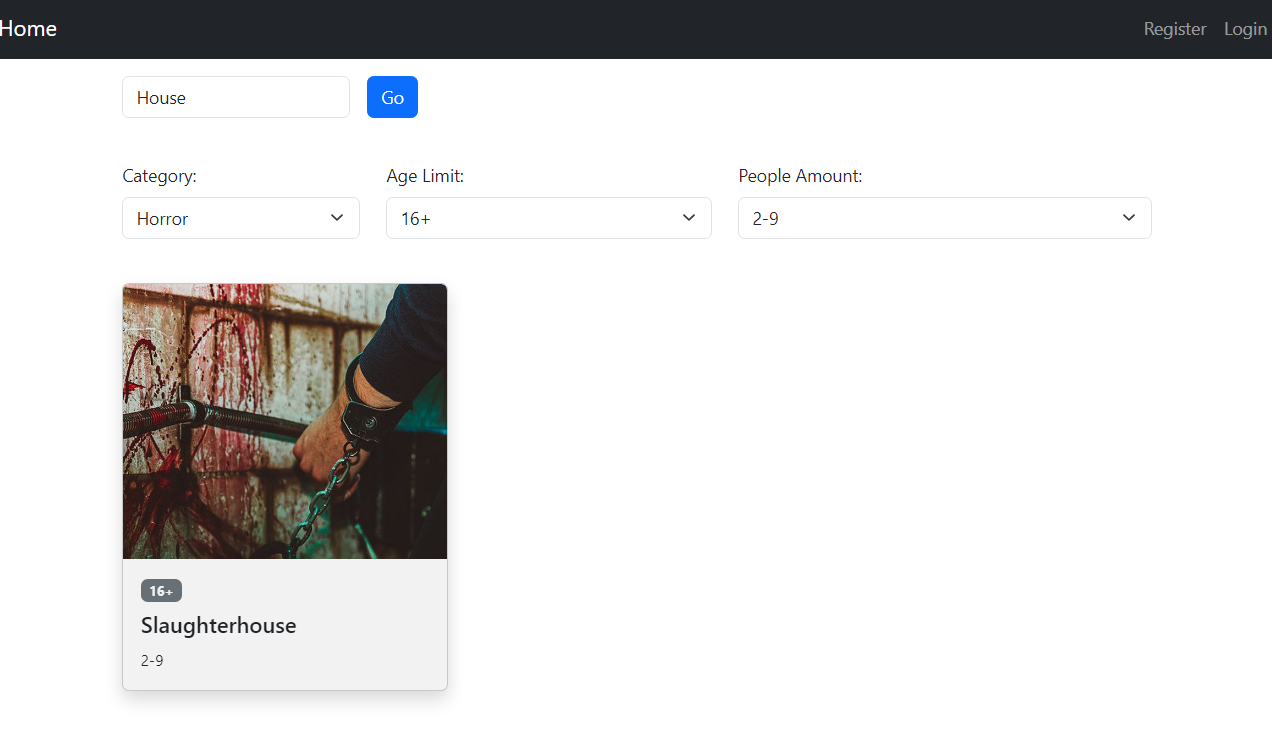 Home Register Login
House Go
Category: Age Limit: People Amount:
Horror 16+ 2-9
16+
Slaughterhouse
2-9